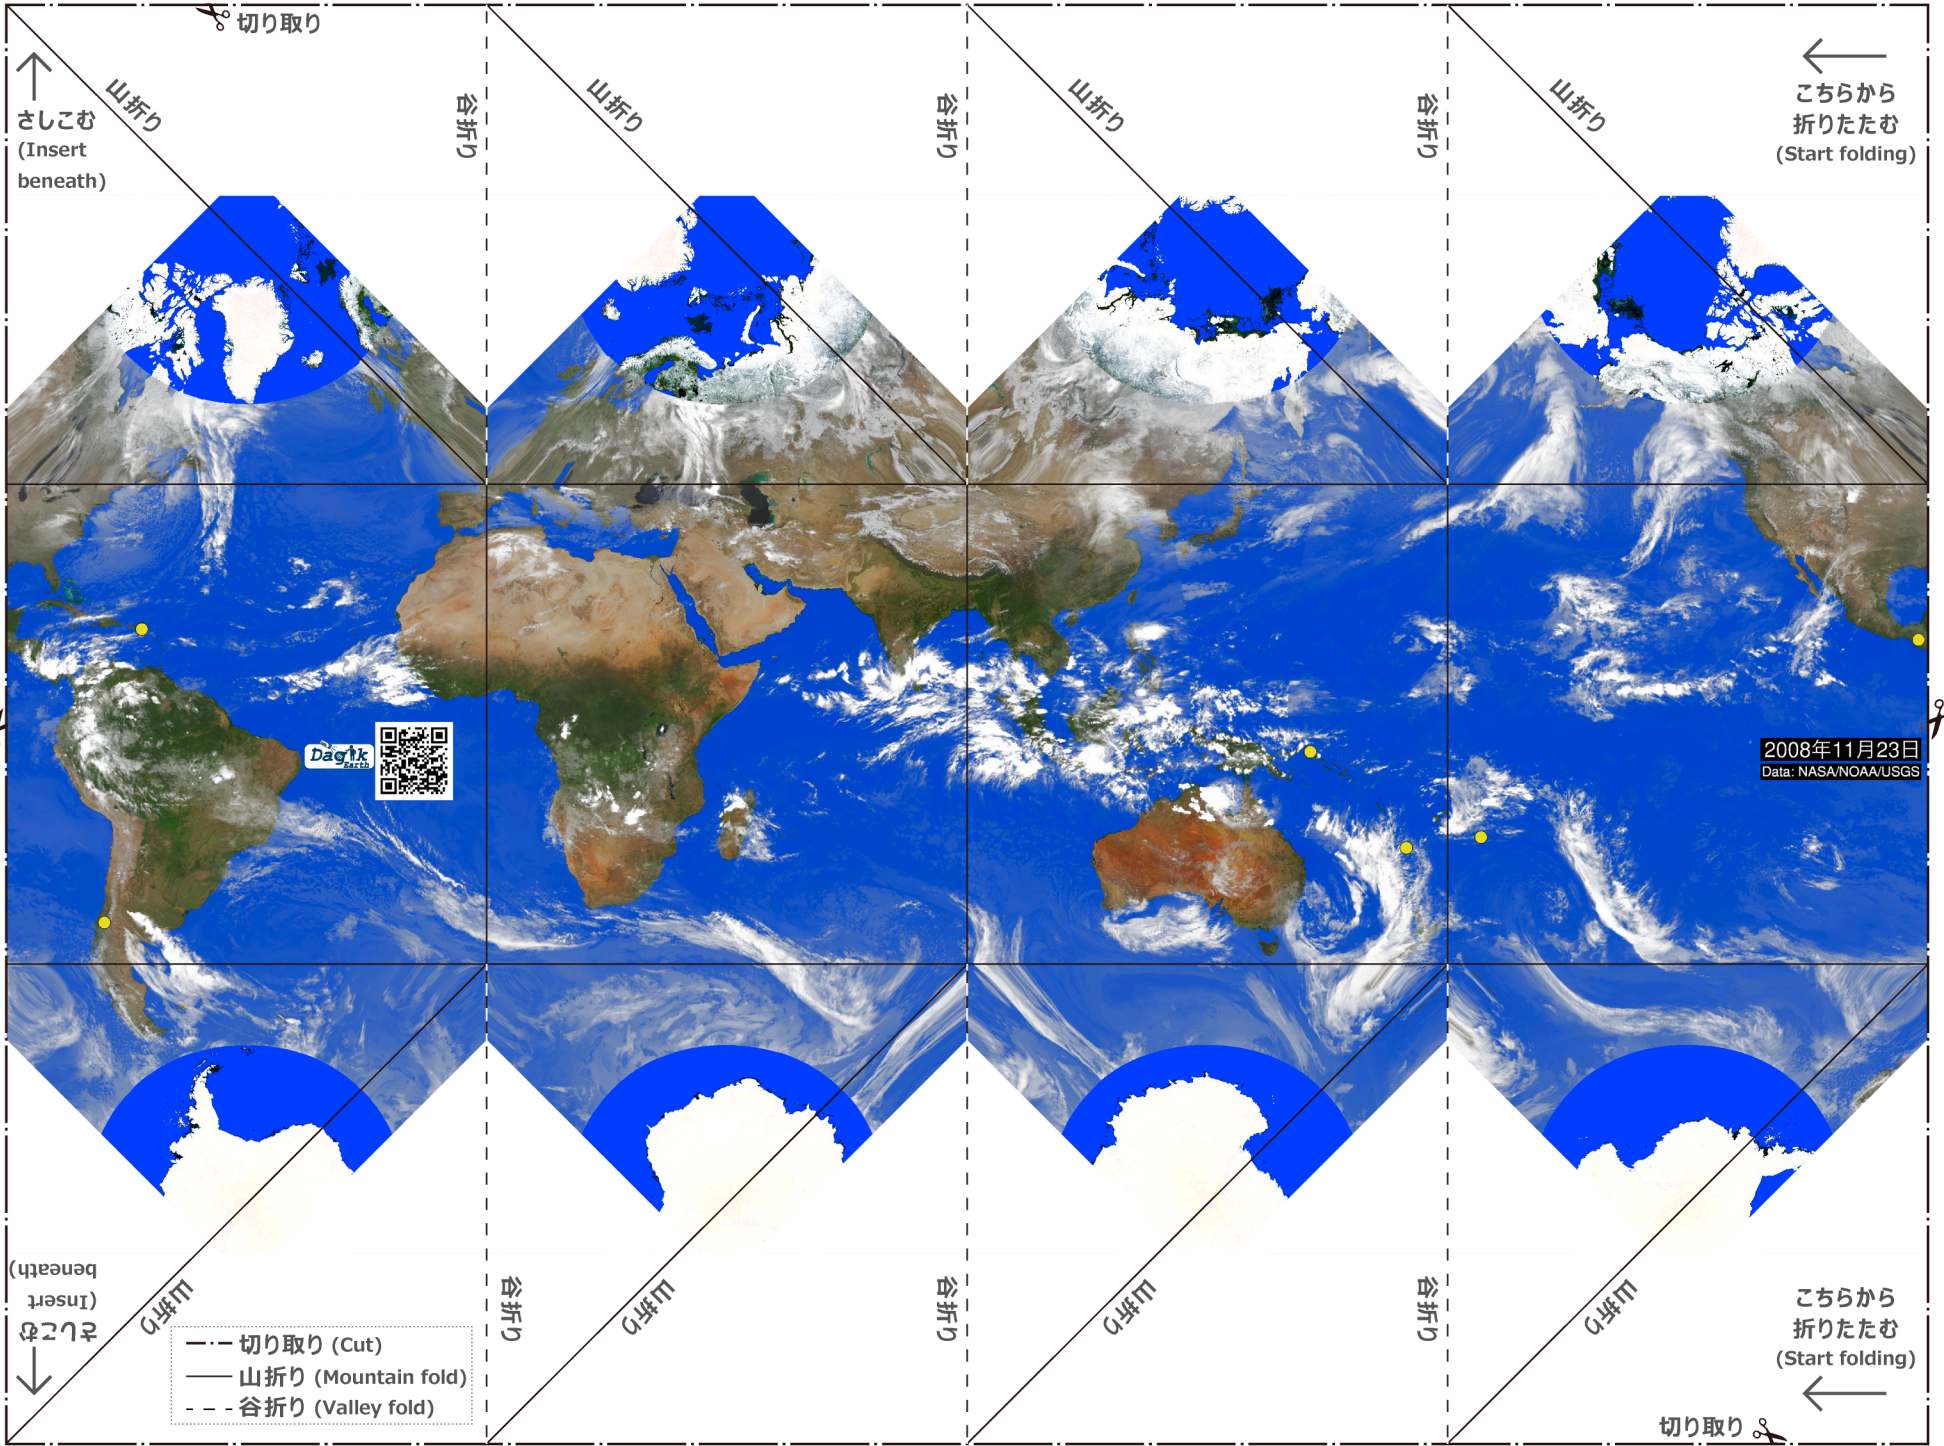 切り取り
山折り
谷折り
山折り
谷折り
山折り
谷折り
山折り
さしこむ
(Insert
beneath)
こちらから
折りたたむ
(Start folding)
Dagik
Earth
2008年11月23日
Data: NASA/NOAA/USGS
さしこむ
(Insert
beneath)
山折り
谷折り
山折り
谷折り
山折り
谷折り
山折り
切り取り (Cut)
山折り (Mountain fold)
谷折り (Valley fold)
こちらから
折りたたむ
(Start folding)
切り取り